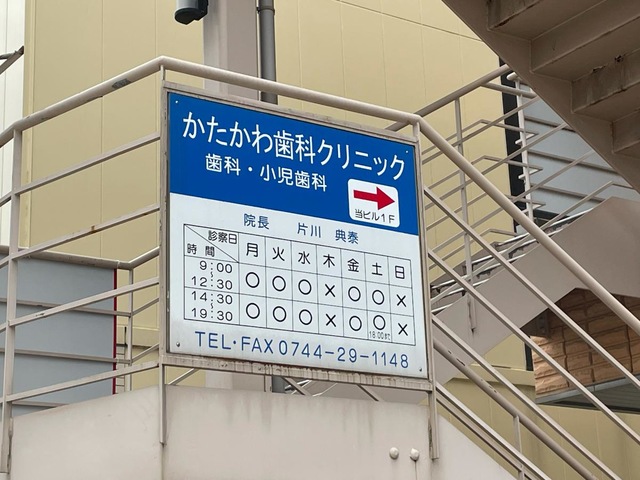 かたかわ歯科クリニック
歯科・小児歯科
当ビル1F
院長 片川 典泰
診察日 月 火 水 木 金 土 日
時間
9:00~12:30 ○ ○ ○ × ○ ○ ×
14:30~19:30 ○ ○ ○ × ○ ○ ×
18:00まで
TEL・FAX 0744-29-1148